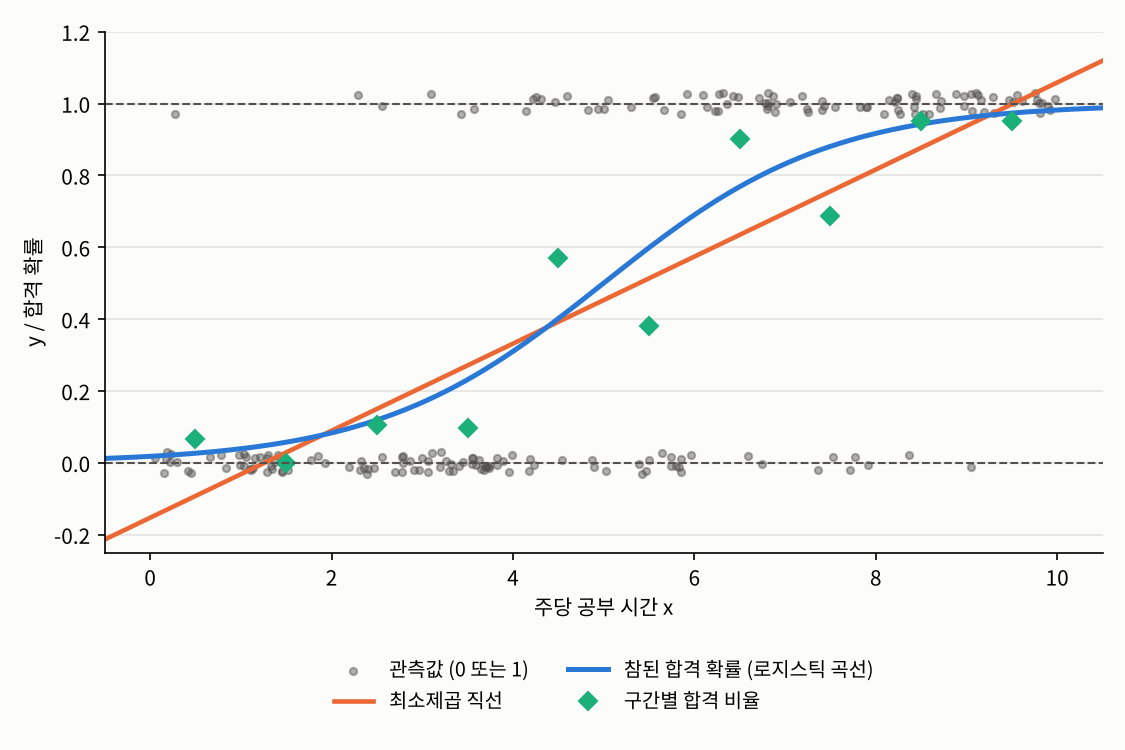 1.2
1.0
0.8
0.6
0.4
0.2
0.0
-0.2
y / 합격 확률
0 2 4 6 8 10
주당 공부 시간 x
관측값 (0 또는 1)
최소제곱 직선
참된 합격 확률 (로지스틱 곡선)
구간별 합격 비율